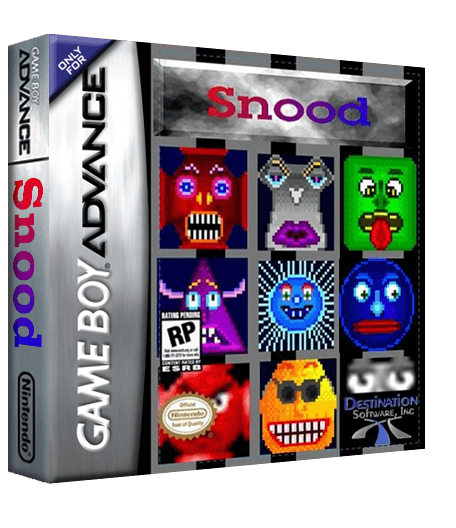 GAME BOY
ADVANCE
Snood
Nintendo
ONLY
FOR
GAME BOY ADVANCE
Snood
RATING PENDING
RP
CONTENT RATED BY
ESRB
Official
Nintendo
Seal of Quality
DESTINATION
SOFTWARE, INC